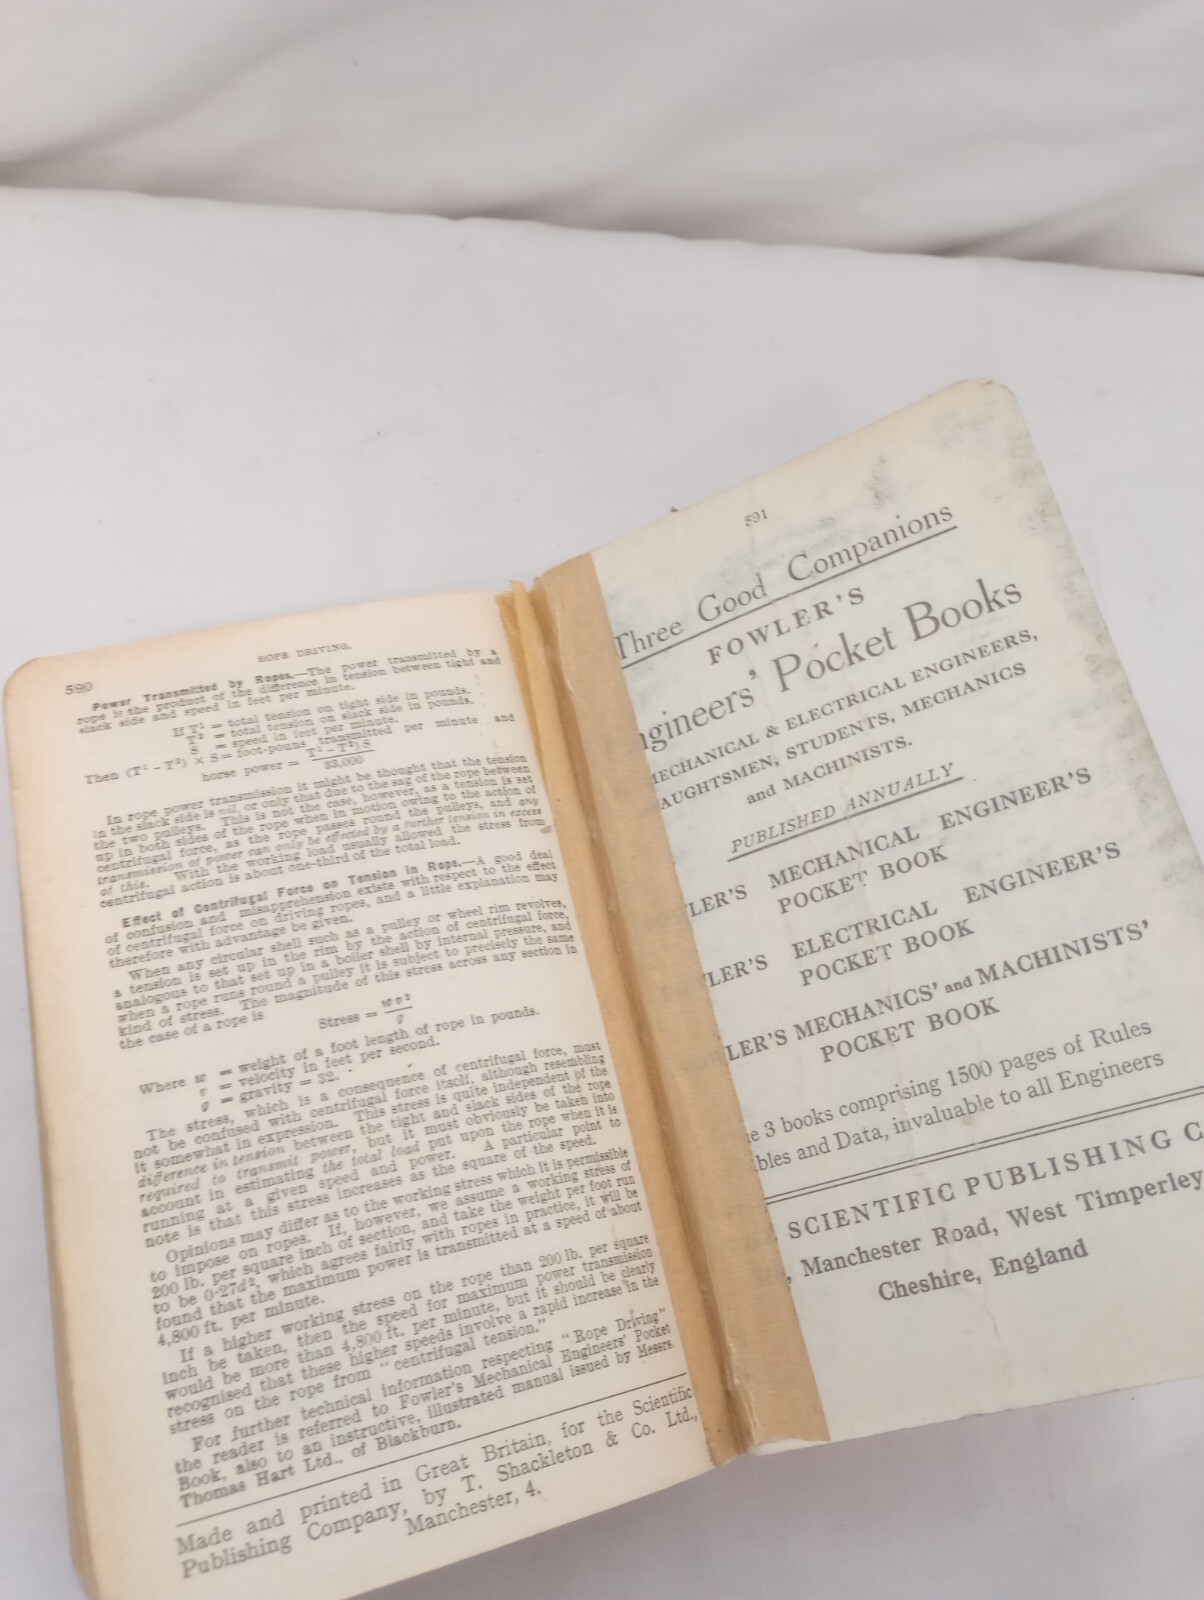 590
ROPE DRIVING.
Power Transmitted by Ropes.—The power transmitted by a
rope is the product of the difference in tension between tight and
slack side and speed in feet per minute.
If T¹ = total tension on tight side in pounds.
T² = total tension on slack side in pounds.
S = speed in feet per minute.
Then (T¹ − T²) × S = foot-pouns transmitted per minute and
horse power = (T¹ − T²) S
33,000
In rope power transmission it might be thought that the tension
in the slack side is nil, or only that due to the sag of the rope between
the two pulleys. This is not the case, however, as a tension is set
up in both sides of the rope when in motion owing to the action of
centrifugal force, as the rope passes round the pulleys, and any
transmission of power can only be effected by a further tension in excess
of this. With the working load usually allowed the stress from
centrifugal action is about one-third of the total load.
Effect of Centrifugal Force on Tension in Rope.—A good deal
of confusion and misapprehension exists with respect to the effect
of centrifugal force on driving ropes, and a little explanation may
therefore with advantage be given.
When any circular shell such as a pulley or wheel rim revolves,
a tension is set up in the rim by the action of centrifugal force,
analogous to that set up in a boiler shell by internal pressure, and
when a rope runs round a pulley it is subject to precisely the same
kind of stress. The magnitude of this stress across any section in
the case of a rope is
Stress = w v²
g
Where w = weight of a foot length of rope in pounds.
v = velocity in feet per second.
g = gravity = 32.
The stress, which is a consequence of centrifugal force, must
not be confused with centrifugal force itself, although resembling
it somewhat in expression. This stress is quite independent of the
difference in tension between the tight and slack sides of the rope
required to transmit power, but it must obviously be taken into
account in estimating the total load put upon the rope when it is
running at a given speed and power. A particular point to
note is that this stress increases as the square of the speed.
Opinions may differ as to the working stress which it is permissible
to impose on ropes. If, however, we assume a working stress of
200 lb. per square inch of section, and take the weight per foot run
to be 0·27d², which agrees fairly with ropes in practice, it will be
found that the maximum power is transmitted at a speed of about
4,800 ft. per minute.
If a higher working stress on the rope than 200 lb. per square
inch be taken, then the speed for maximum power transmission
would be more than 4,800 ft. per minute, but it should be clearly
recognised that these higher speeds involve a rapid increase in the
stress on the rope from "centrifugal tension."
For further technical information respecting "Rope Driving"
the reader is referred to Fowler's Mechanical Engineers' Pocket
Book, also to an instructive, illustrated manual issued by Messrs.
Thomas Hart Ltd., of Blackburn.
Made and printed in Great Britain, for the Scientific
Publishing Company, by T. Shackleton & Co. Ltd.,
Manchester, 4.
591
Three Good Companions
FOWLER'S
ngineers' Pocket Books
MECHANICAL & ELECTRICAL ENGINEERS,
AUGHTSMEN, STUDENTS, MECHANICS
and MACHINISTS.
PUBLISHED ANNUALLY
LER'S MECHANICAL ENGINEER'S
POCKET BOOK
LER'S ELECTRICAL ENGINEER'S
POCKET BOOK
LER'S MECHANICS' and MACHINISTS'
POCKET BOOK
e 3 books comprising 1500 pages of Rules
bles and Data, invaluable to all Engineers
SCIENTIFIC PUBLISHING C
, Manchester Road, West Timperley
Cheshire, England